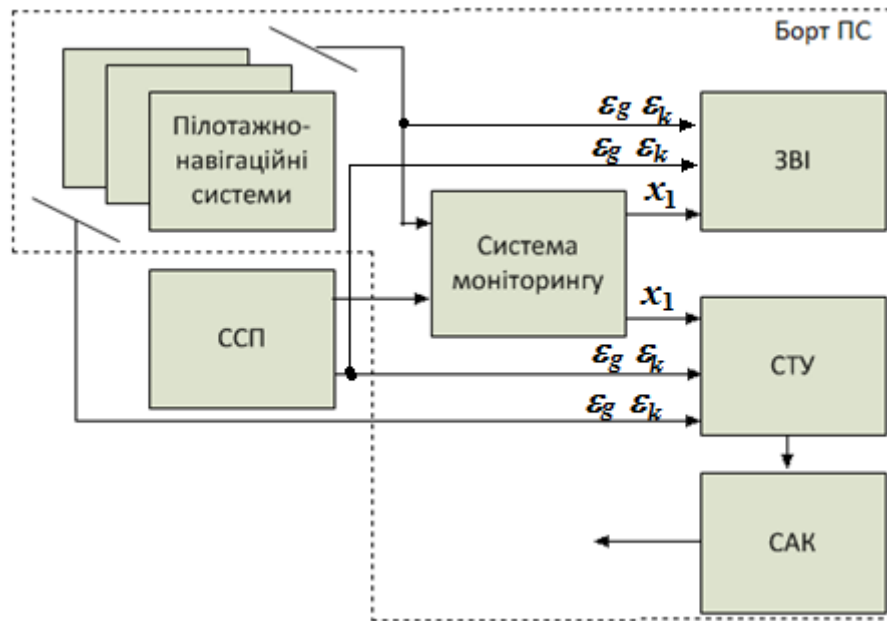 Борт ПС
Пілотажно-
навігаційні
системи
εg εk
εg εk
ЗВІ
x1
Система
моніторингу
ССП
x1
εg εk
СТУ
εg εk
САК